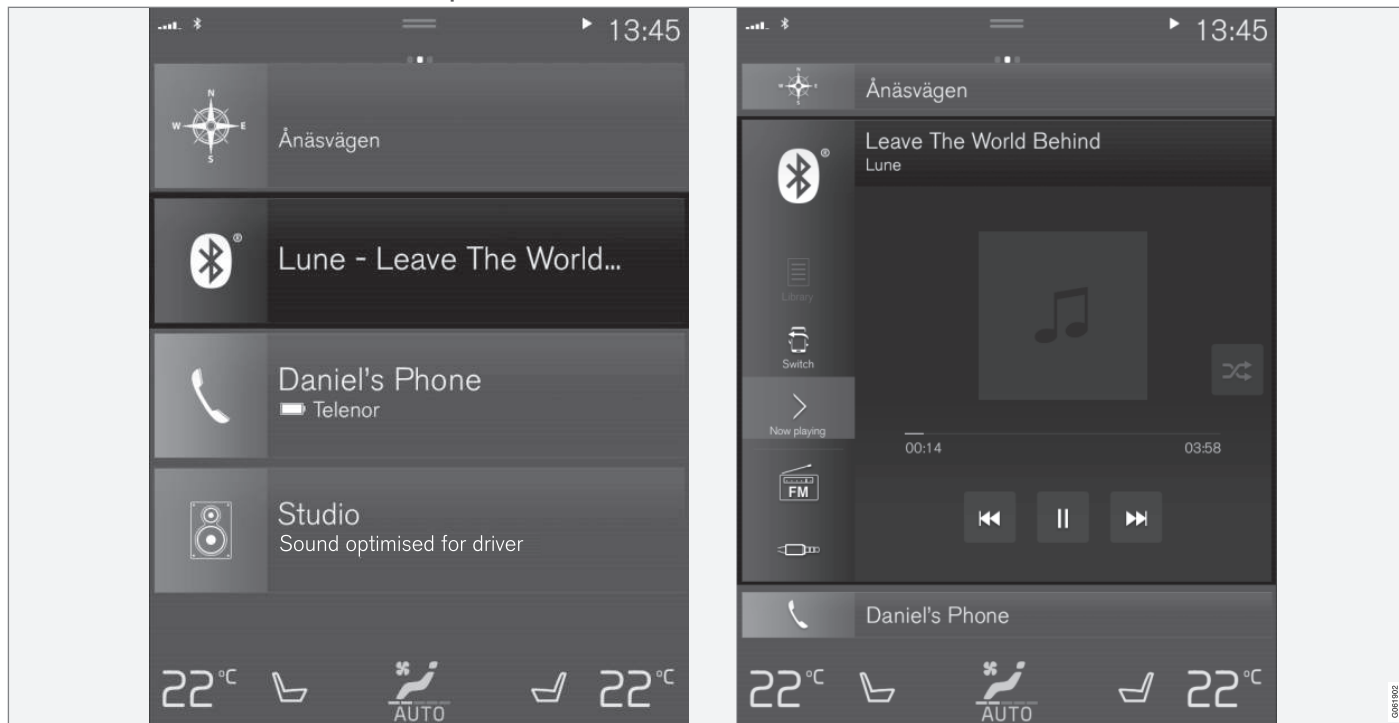 13:45
N
W E
S
Ånäsvägen
®
Lune - Leave The World...
Daniel's Phone
Telenor
Studio
Sound optimised for driver
22°C
AUTO
22°C
13:45
N
W E
S
Ånäsvägen
®
Leave The World Behind
Lune
Library
Switch
Now playing
00:14
03:58
FM
Daniel's Phone
22°C
AUTO
22°C
G061902